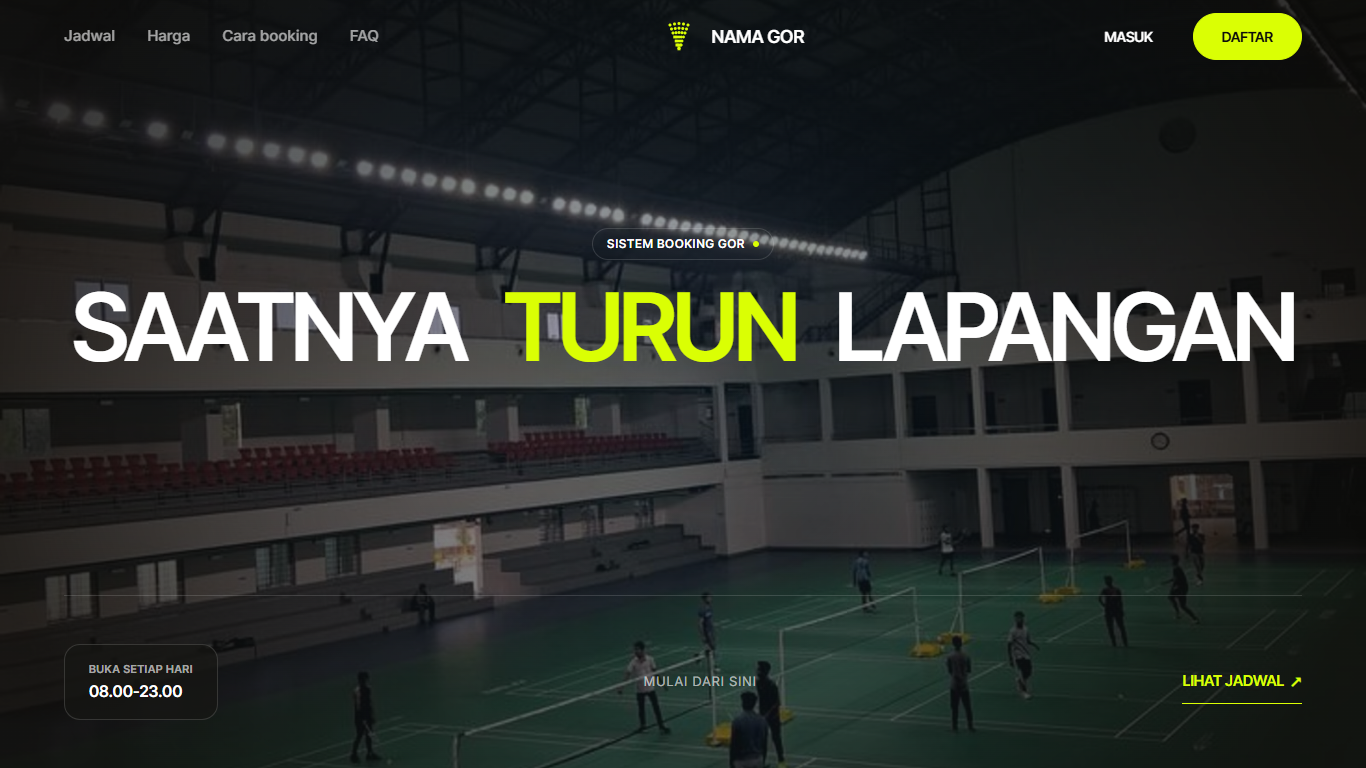 Jadwal Harga Cara booking FAQ NAMA GOR MASUK DAFTAR
SISTEM BOOKING GOR
SAATNYA TURUN LAPANGAN
BUKA SETIAP HARI
08.00-23.00
MULAI DARI SINI
LIHAT JADWAL ↗